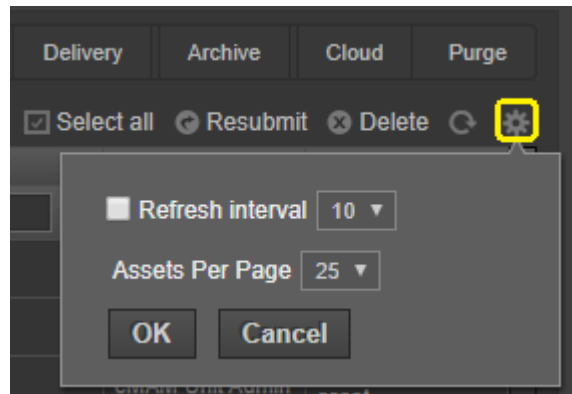 Delivery Archive Cloud Purge
Select all Resubmit Delete
Refresh interval 10
Assets Per Page 25
OK Cancel